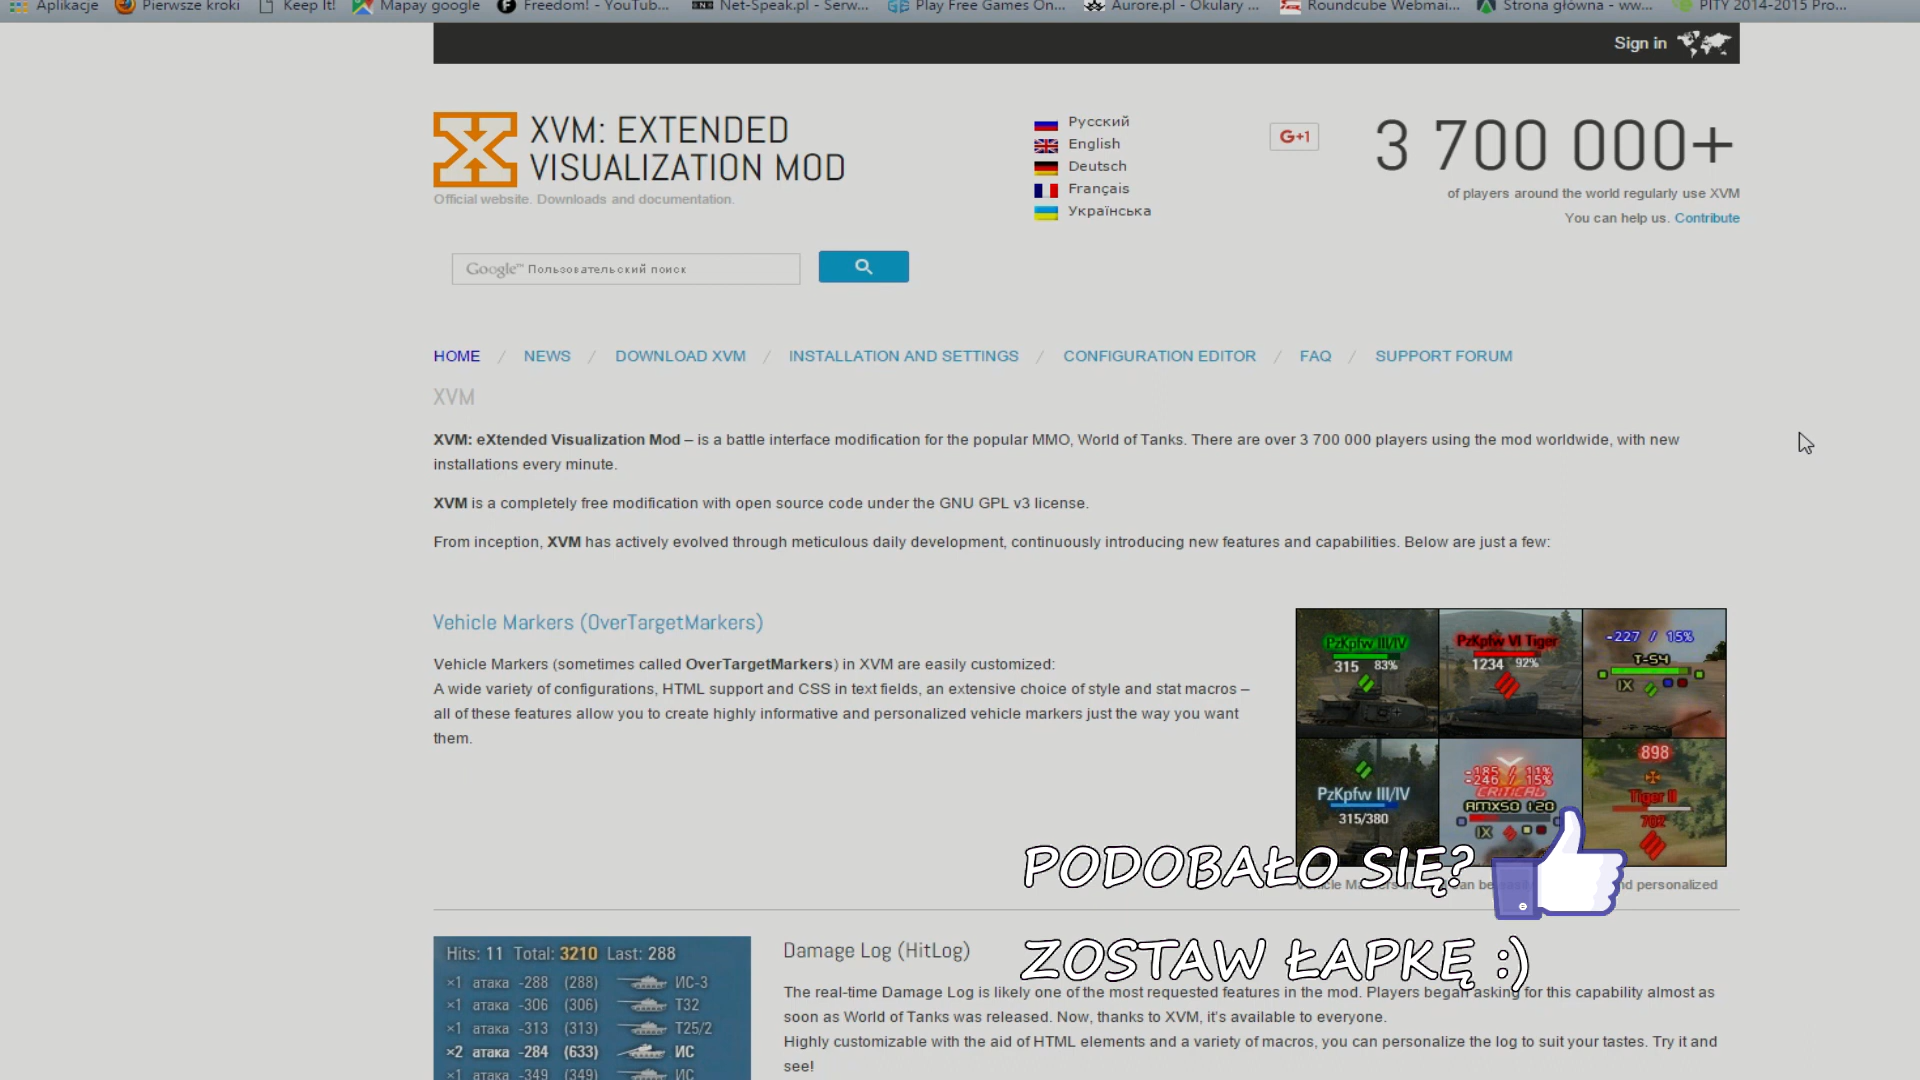 Aplikacje Pierwsze kroki Keep It! Mapay google Freedom! - YouTub... Net-Speak.pl - Serw... Play Free Games On... Aurore.pl - Okulary ... Roundcube Webmai... Strona główna - ww... PITY 2014-2015 Pro...
Sign in
XVM: EXTENDED
VISUALIZATION MOD
Official website. Downloads and documentation.
Русский
English
Deutsch
Français
Українська
G+1
3 700 000+
of players around the world regularly use XVM
You can help us. Contribute
Google™ Пользовательский поиск
HOME / NEWS / DOWNLOAD XVM / INSTALLATION AND SETTINGS / CONFIGURATION EDITOR / FAQ / SUPPORT FORUM
XVM
XVM: eXtended Visualization Mod – is a battle interface modification for the popular MMO, World of Tanks. There are over 3 700 000 players using the mod worldwide, with new
installations every minute.
XVM is a completely free modification with open source code under the GNU GPL v3 license.
From inception, XVM has actively evolved through meticulous daily development, continuously introducing new features and capabilities. Below are just a few:
Vehicle Markers (OverTargetMarkers)
Vehicle Markers (sometimes called OverTargetMarkers) in XVM are easily customized:
A wide variety of configurations, HTML support and CSS in text fields, an extensive choice of style and stat macros –
all of these features allow you to create highly informative and personalized vehicle markers just the way you want
them.
PzKpfw III/IV
315 83%
PzKpfw VI Tiger
1234 92%
-227 / 15%
T-54
IX
PzKpfw III/IV
315/380
-185 / 11%
-246 / 15%
CRITICAL
AMX50 120
IX
898
Tiger II
702
PODOBAŁO SIĘ?
Vehicle can be nd personalized
ZOSTAW ŁAPKĘ :)
Hits: 11 Total: 3210 Last: 288
×1 атака -288 (288) ИС-3
×1 атака -306 (306) T32
×1 атака -313 (313) T25/2
×2 атака -284 (633) ИС
×1 атака -349 (349) ИС
Damage Log (HitLog)
The real-time Damage Log is likely one of the most requested features in the mod. Players began asking for this capability almost as
soon as World of Tanks was released. Now, thanks to XVM, it's available to everyone.
Highly customizable with the aid of HTML elements and a variety of macros, you can personalize the log to suit your tastes. Try it and
see!